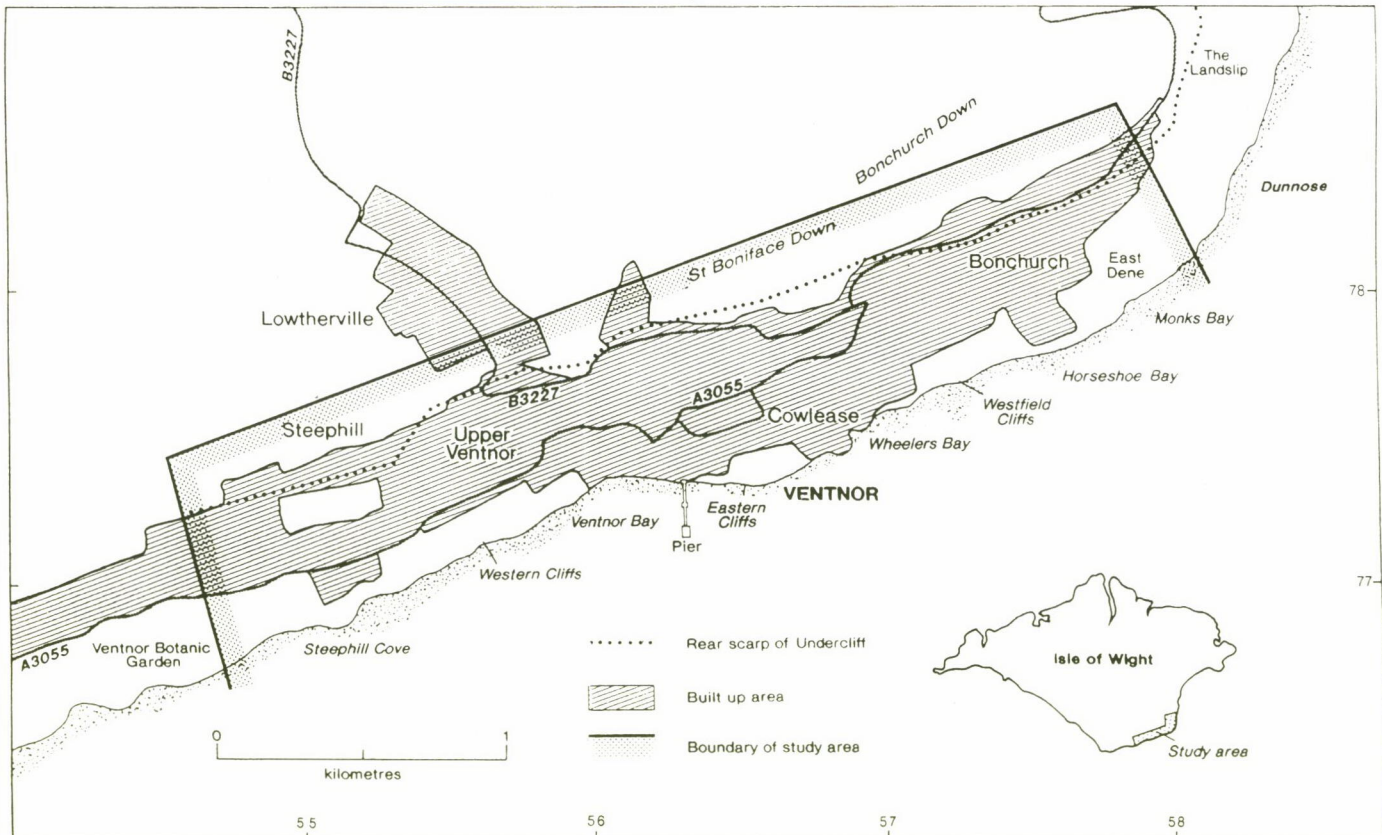 B3227
The
Landslip
Bonchurch Down
Dunnose
St Boniface Down
Bonchurch
East
Dene
78
Lowtherville
Monks Bay
Horseshoe Bay
B3227
A3055
Westfield
Cliffs
Steephill
Upper
Ventnor
Cowlease
Wheelers Bay
VENTNOR
Ventnor Bay
Eastern
Cliffs
Pier
Western Cliffs
77
A3055
Ventnor Botanic
Garden
Steephill Cove
Rear scarp of Undercliff
Isle of Wight
Built up area
0
1
kilometres
Boundary of study area
Study area
55
56
57
58